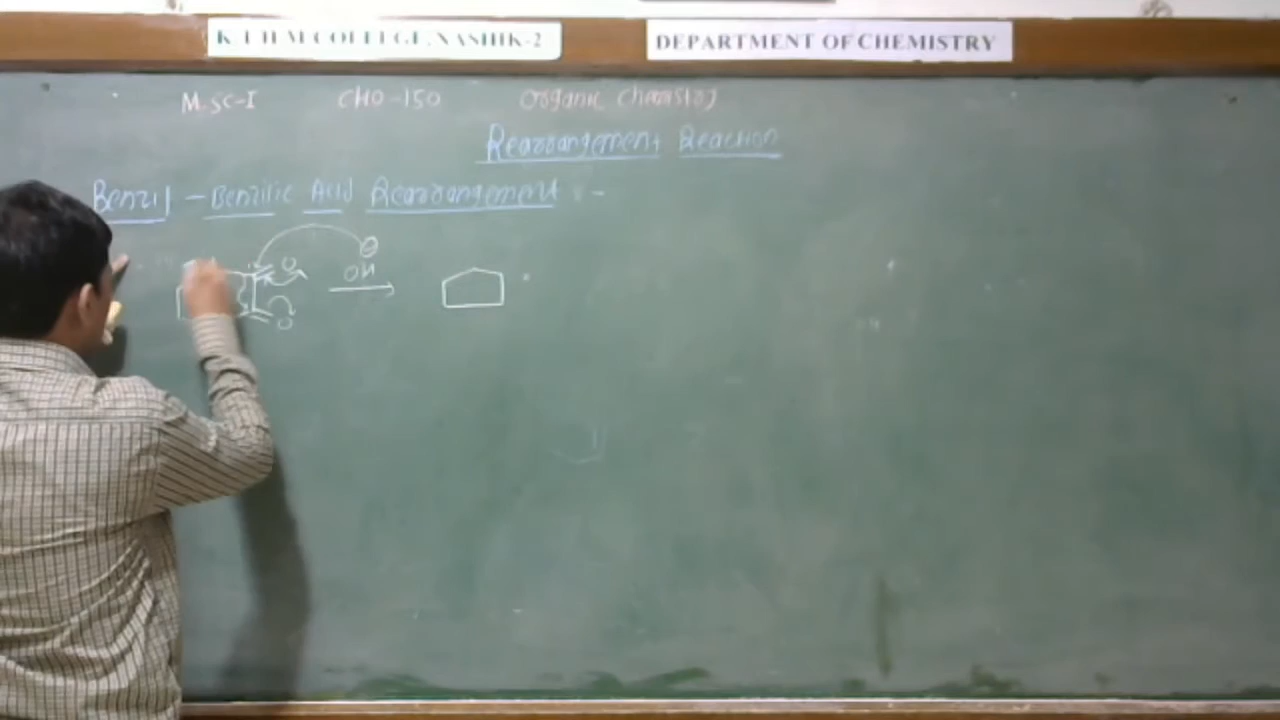 K T H M COLLEGE, NASHIK-2
DEPARTMENT OF CHEMISTRY
M.SC-I CHO-150 Organic Chemistry
Rearrangement Reaction
Benzil - Benzilic Acid Rearrangement : -
O
⊖
OH
O